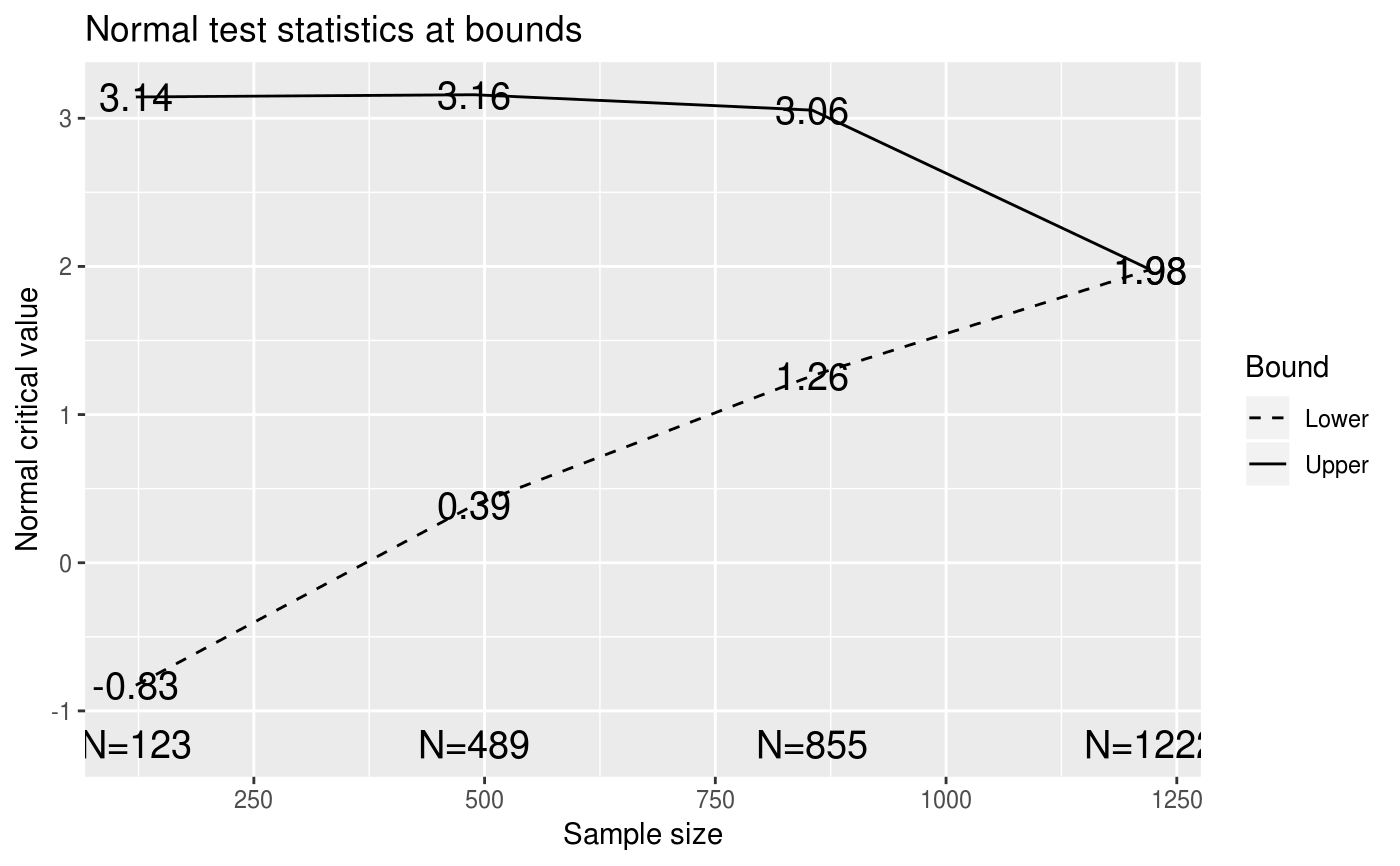 Normal test statistics at bounds
Normal critical value
3
2
1
0
-1
3.14
3.16
3.06
1.98
1.26
0.39
-0.83
N=123
N=489
N=855
N=1222
250
500
750
1000
1250
Sample size
Bound
Lower
Upper